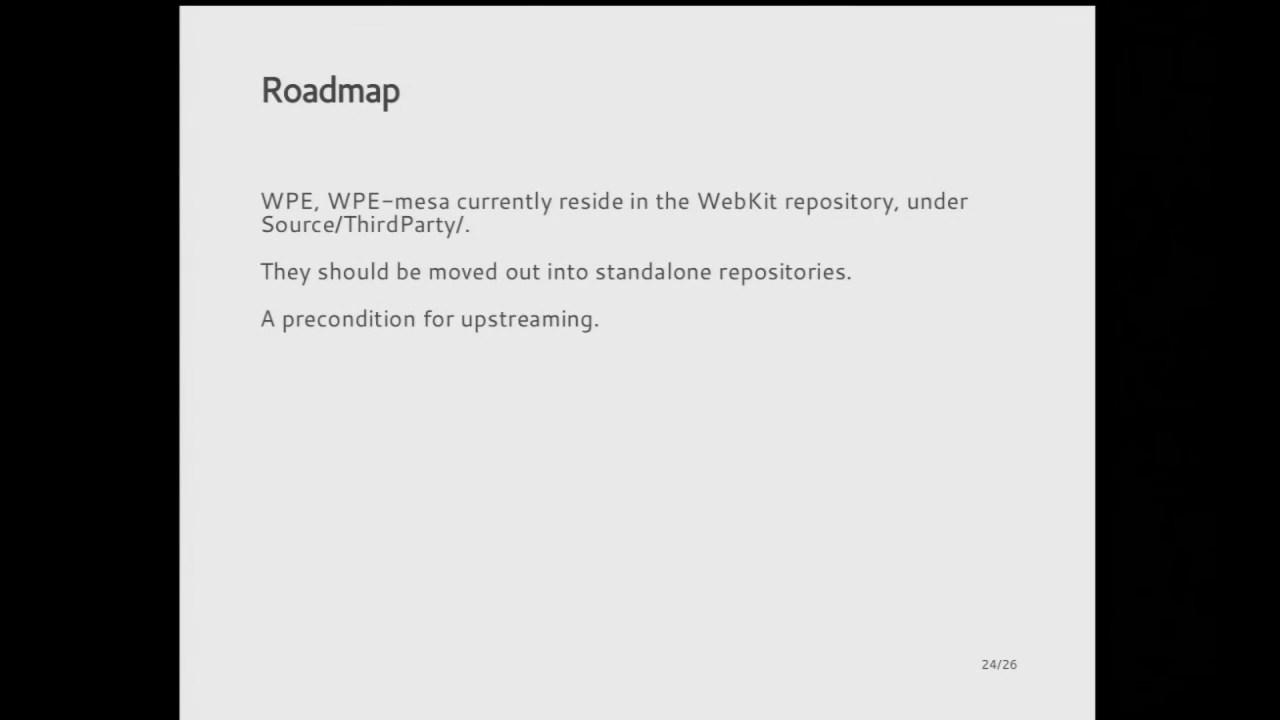 Roadmap
WPE, WPE-mesa currently reside in the WebKit repository, under
Source/ThirdParty/.
They should be moved out into standalone repositories.
A precondition for upstreaming.
24/26